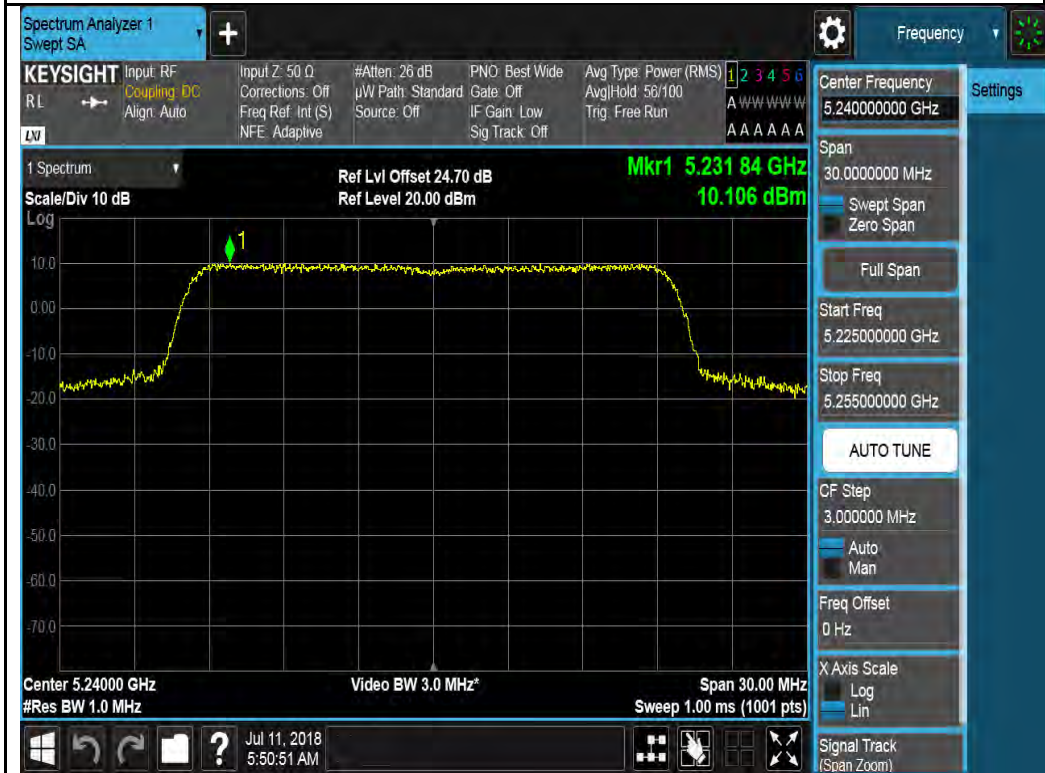 Spectrum Analyzer 1
Swept SA
+
Frequency
KEYSIGHT
RL
LXI
Input: RF
Coupling: DC
Align: Auto
Input Z: 50 Ω
Corrections: Off
Freq Ref: Int (S)
NFE: Adaptive
#Atten: 26 dB
µW Path: Standard
Source: Off
PNO: Best Wide
Gate: Off
IF Gain: Low
Sig Track: Off
Avg Type: Power (RMS)
Avg|Hold: 56/100
Trig: Free Run
1 2 3 4 5 6
A W W W W W
A A A A A A
1 Spectrum
Scale/Div 10 dB
Log
Ref Lvl Offset 24.70 dB
Ref Level 20.00 dBm
Mkr1 5.231 84 GHz
10.106 dBm
1
10.0
0.00
-10.0
-20.0
-30.0
-40.0
-50.0
-60.0
-70.0
Center 5.24000 GHz
#Res BW 1.0 MHz
Video BW 3.0 MHz*
Span 30.00 MHz
Sweep 1.00 ms (1001 pts)
?
Jul 11, 2018
5:50:51 AM
Center Frequency
5.240000000 GHz
Span
30.0000000 MHz
Swept Span
Zero Span
Full Span
Start Freq
5.225000000 GHz
Stop Freq
5.255000000 GHz
AUTO TUNE
CF Step
3.000000 MHz
Auto
Man
Freq Offset
0 Hz
X Axis Scale
Log
Lin
Signal Track
(Span Zoom)
Settings